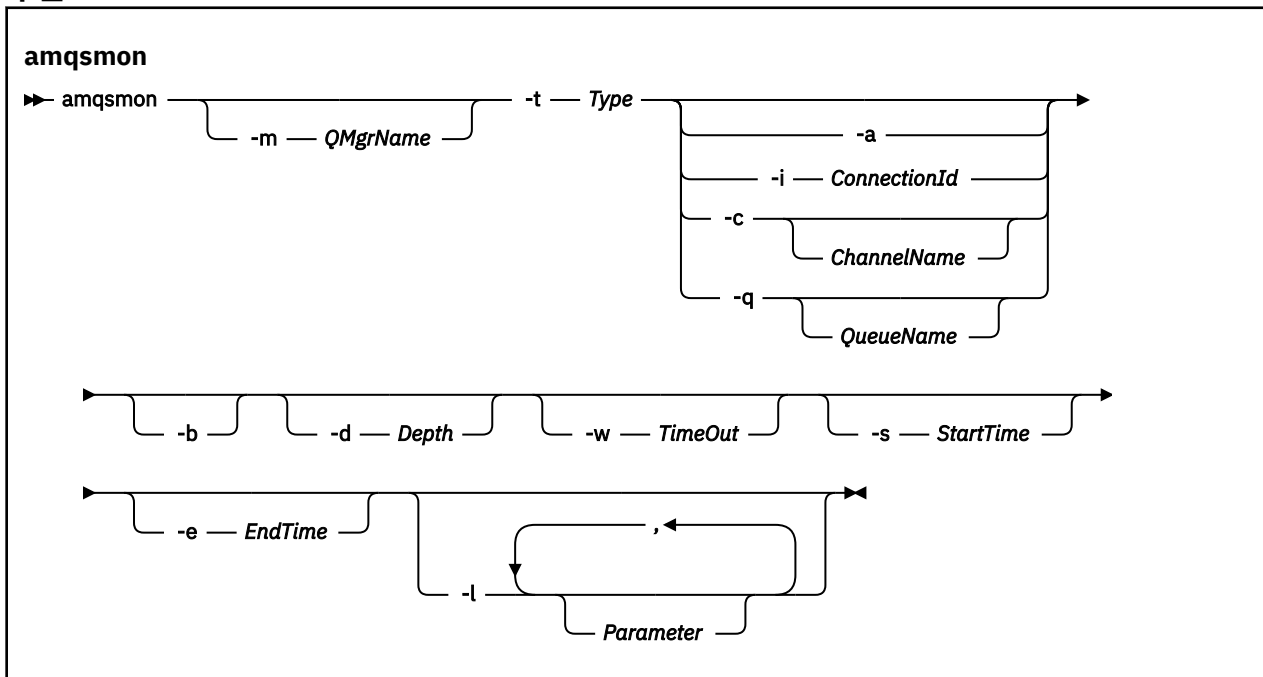 amqsmon
amqsmon -m QMgrName -t Type
-a
-i ConnectionId
-c ChannelName
-q QueueName
-b -d Depth -w TimeOut -s StartTime
-e EndTime
,
-l Parameter